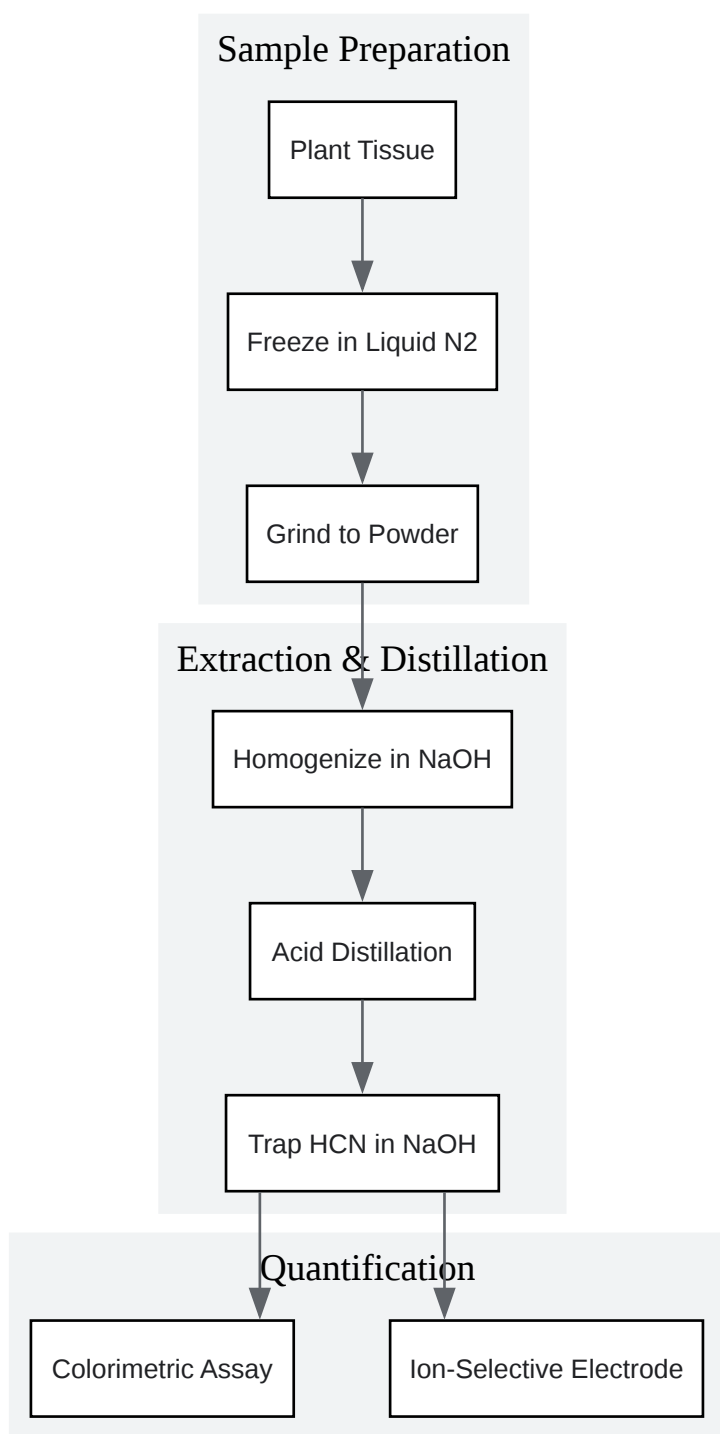 Sample Preparation
Plant Tissue
Freeze in Liquid N2
Grind to Powder
Extraction & Distillation
Homogenize in NaOH
Acid Distillation
Trap HCN in NaOH
Quantification
Colorimetric Assay
Ion-Selective Electrode